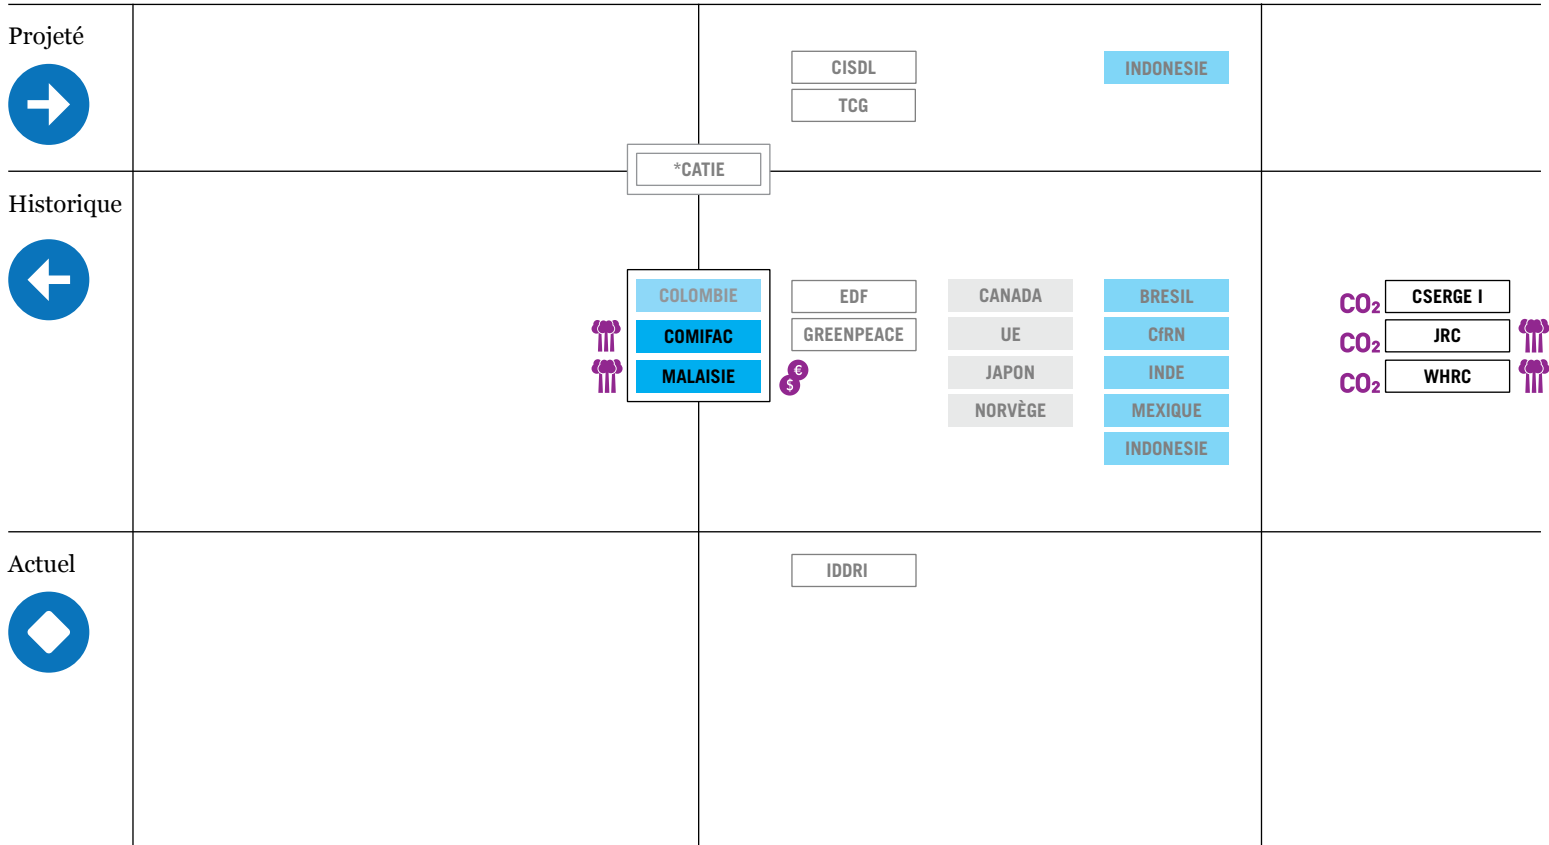 Projeté
CISDL
INDONESIE
TCG
*CATIE
Historique
COLOMBIE
EDF
CANADA
BRESIL
CO₂ CSERGE I
COMIFAC
GREENPEACE
UE
CfRN
CO₂ JRC
MALAISIE
€
$
JAPON
INDE
CO₂ WHRC
NORVÈGE
MEXIQUE
INDONESIE
Actuel
IDDRI